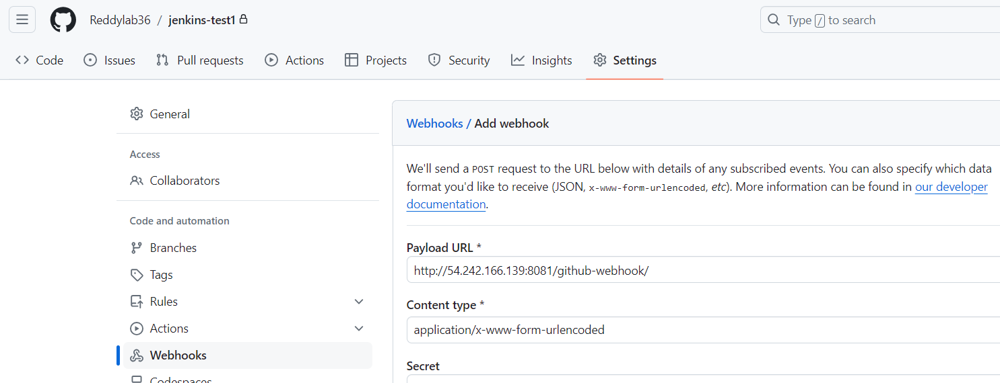 Reddylab36 / jenkins-test1
Type / to search
Code Issues Pull requests Actions Projects Security Insights Settings
General
Access
Collaborators
Code and automation
Branches
Tags
Rules
Actions
Webhooks
Codespaces
Webhooks / Add webhook
We'll send a POST request to the URL below with details of any subscribed events. You can also specify which data
format you'd like to receive (JSON, x-www-form-urlencoded, etc). More information can be found in our developer
documentation.
Payload URL *
http://54.242.166.139:8081/github-webhook/
Content type *
application/x-www-form-urlencoded
Secret